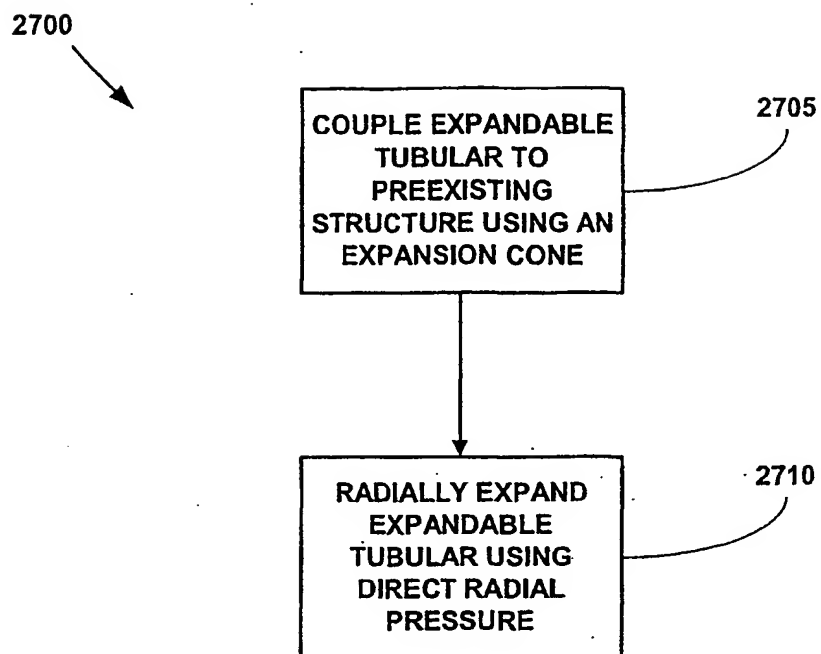 2700
COUPLE EXPANDABLE
TUBULAR TO
PREEXISTING
STRUCTURE USING AN
EXPANSION CONE
2705
RADIALLY EXPAND
EXPANDABLE
TUBULAR USING
DIRECT RADIAL
PRESSURE
2710